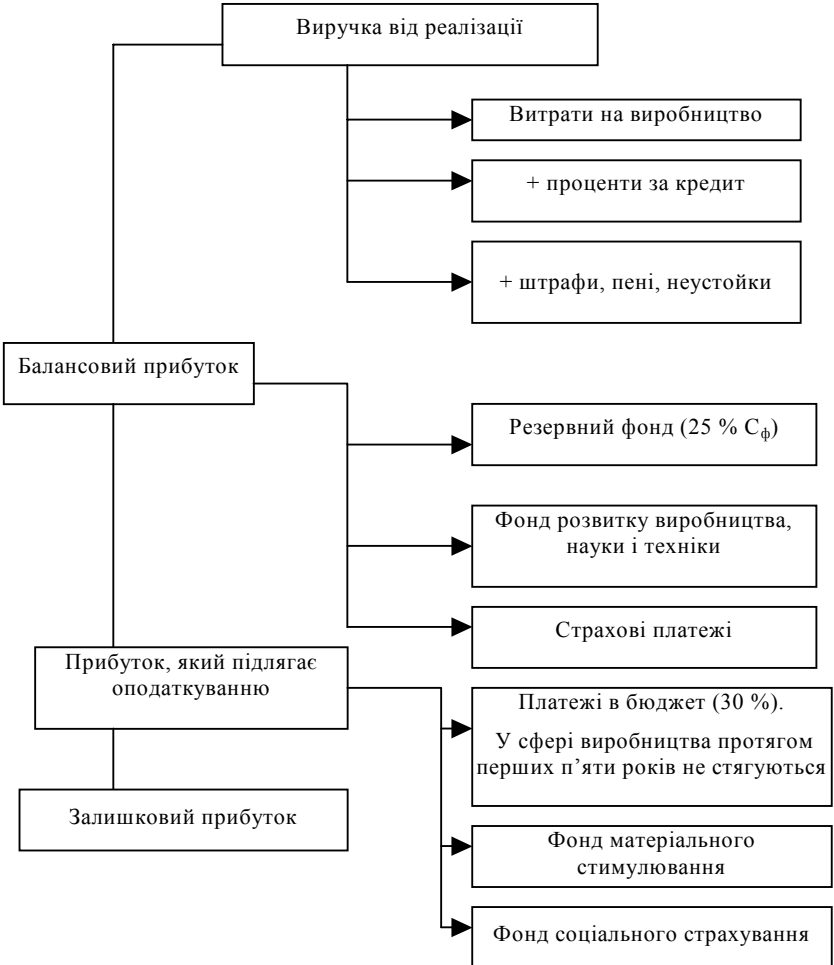 Виручка від реалізації
Витрати на виробництво
+ проценти за кредит
+ штрафи, пені, неустойки
Балансовий прибуток
Резервний фонд (25 % Сф)
Фонд розвитку виробництва,
науки і техніки
Страхові платежі
Прибуток, який підлягає
оподаткуванню
Платежі в бюджет (30 %).
У сфері виробництва протягом
перших п’яти років не стягуються
Залишковий прибуток
Фонд матеріального
стимулювання
Фонд соціального страхування